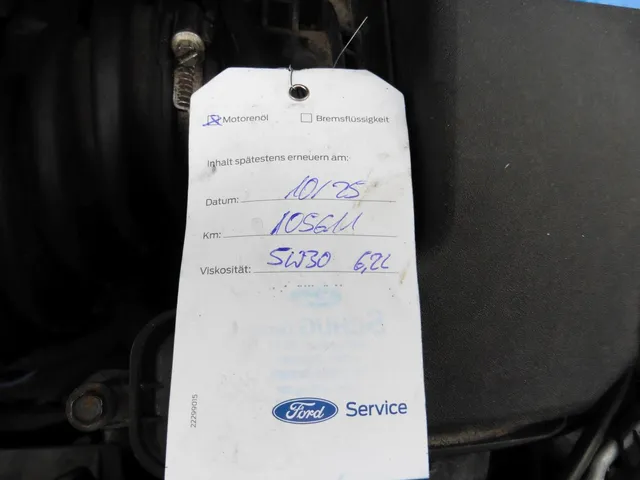 Motorenöl Bremsflüssigkeit
Inhalt spätestens erneuern am:
Datum: 10/25
Km: 105611
Viskosität: 5W30 6,2L
Ford Service
22299015